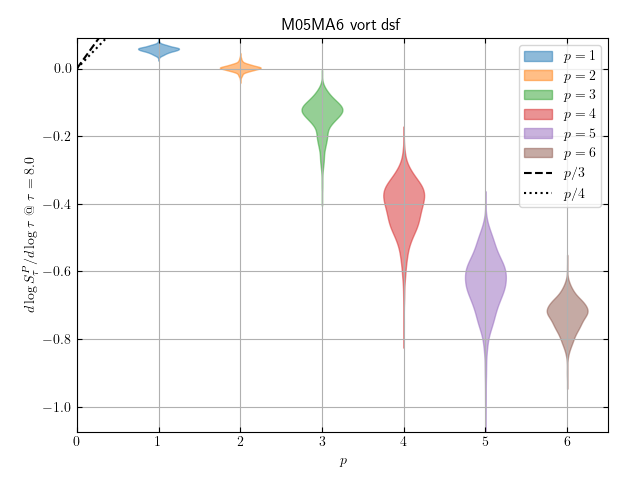 M05MA6 vort dsf
d log S_τ^P / d log τ @ τ = 8.0
0.0
−0.2
−0.4
−0.6
−0.8
−1.0
0 1 2 3 4 5 6
p
p = 1
p = 2
p = 3
p = 4
p = 5
p = 6
p/3
p/4